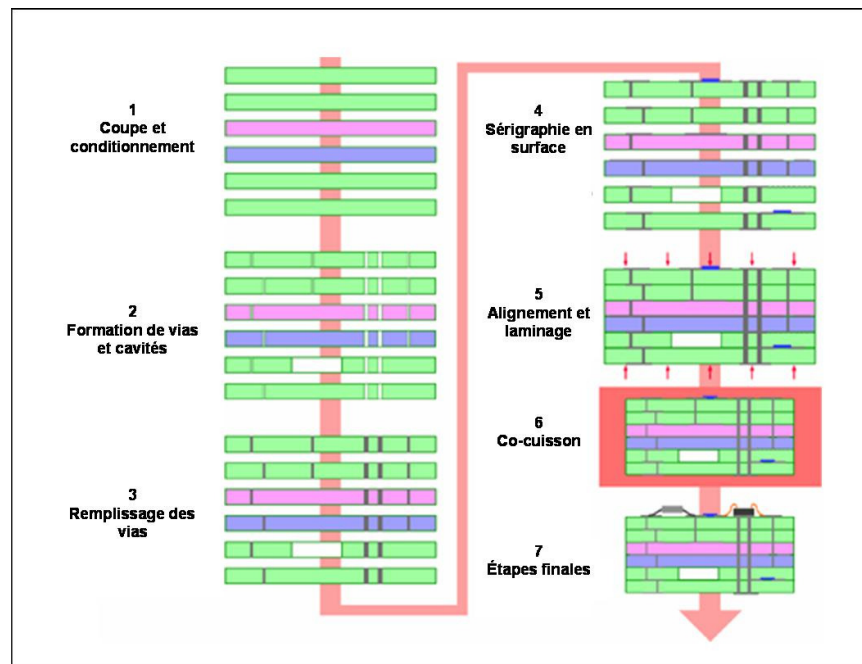 1
Coupe et
conditionnement
2
Formation de vias
et cavités
3
Remplissage des
vias
4
Sérigraphie en
surface
5
Alignement et
laminage
6
Co-cuisson
7
Étapes finales